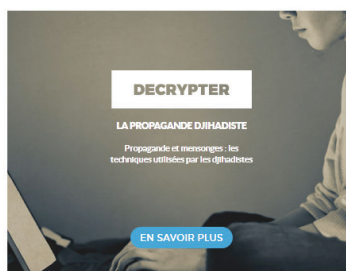 DECRYPTER
LA PROPAGANDE DJIHADISTE
Propagande et mensonges : les
techniques utilisées par les djihadistes
EN SAVOIR PLUS